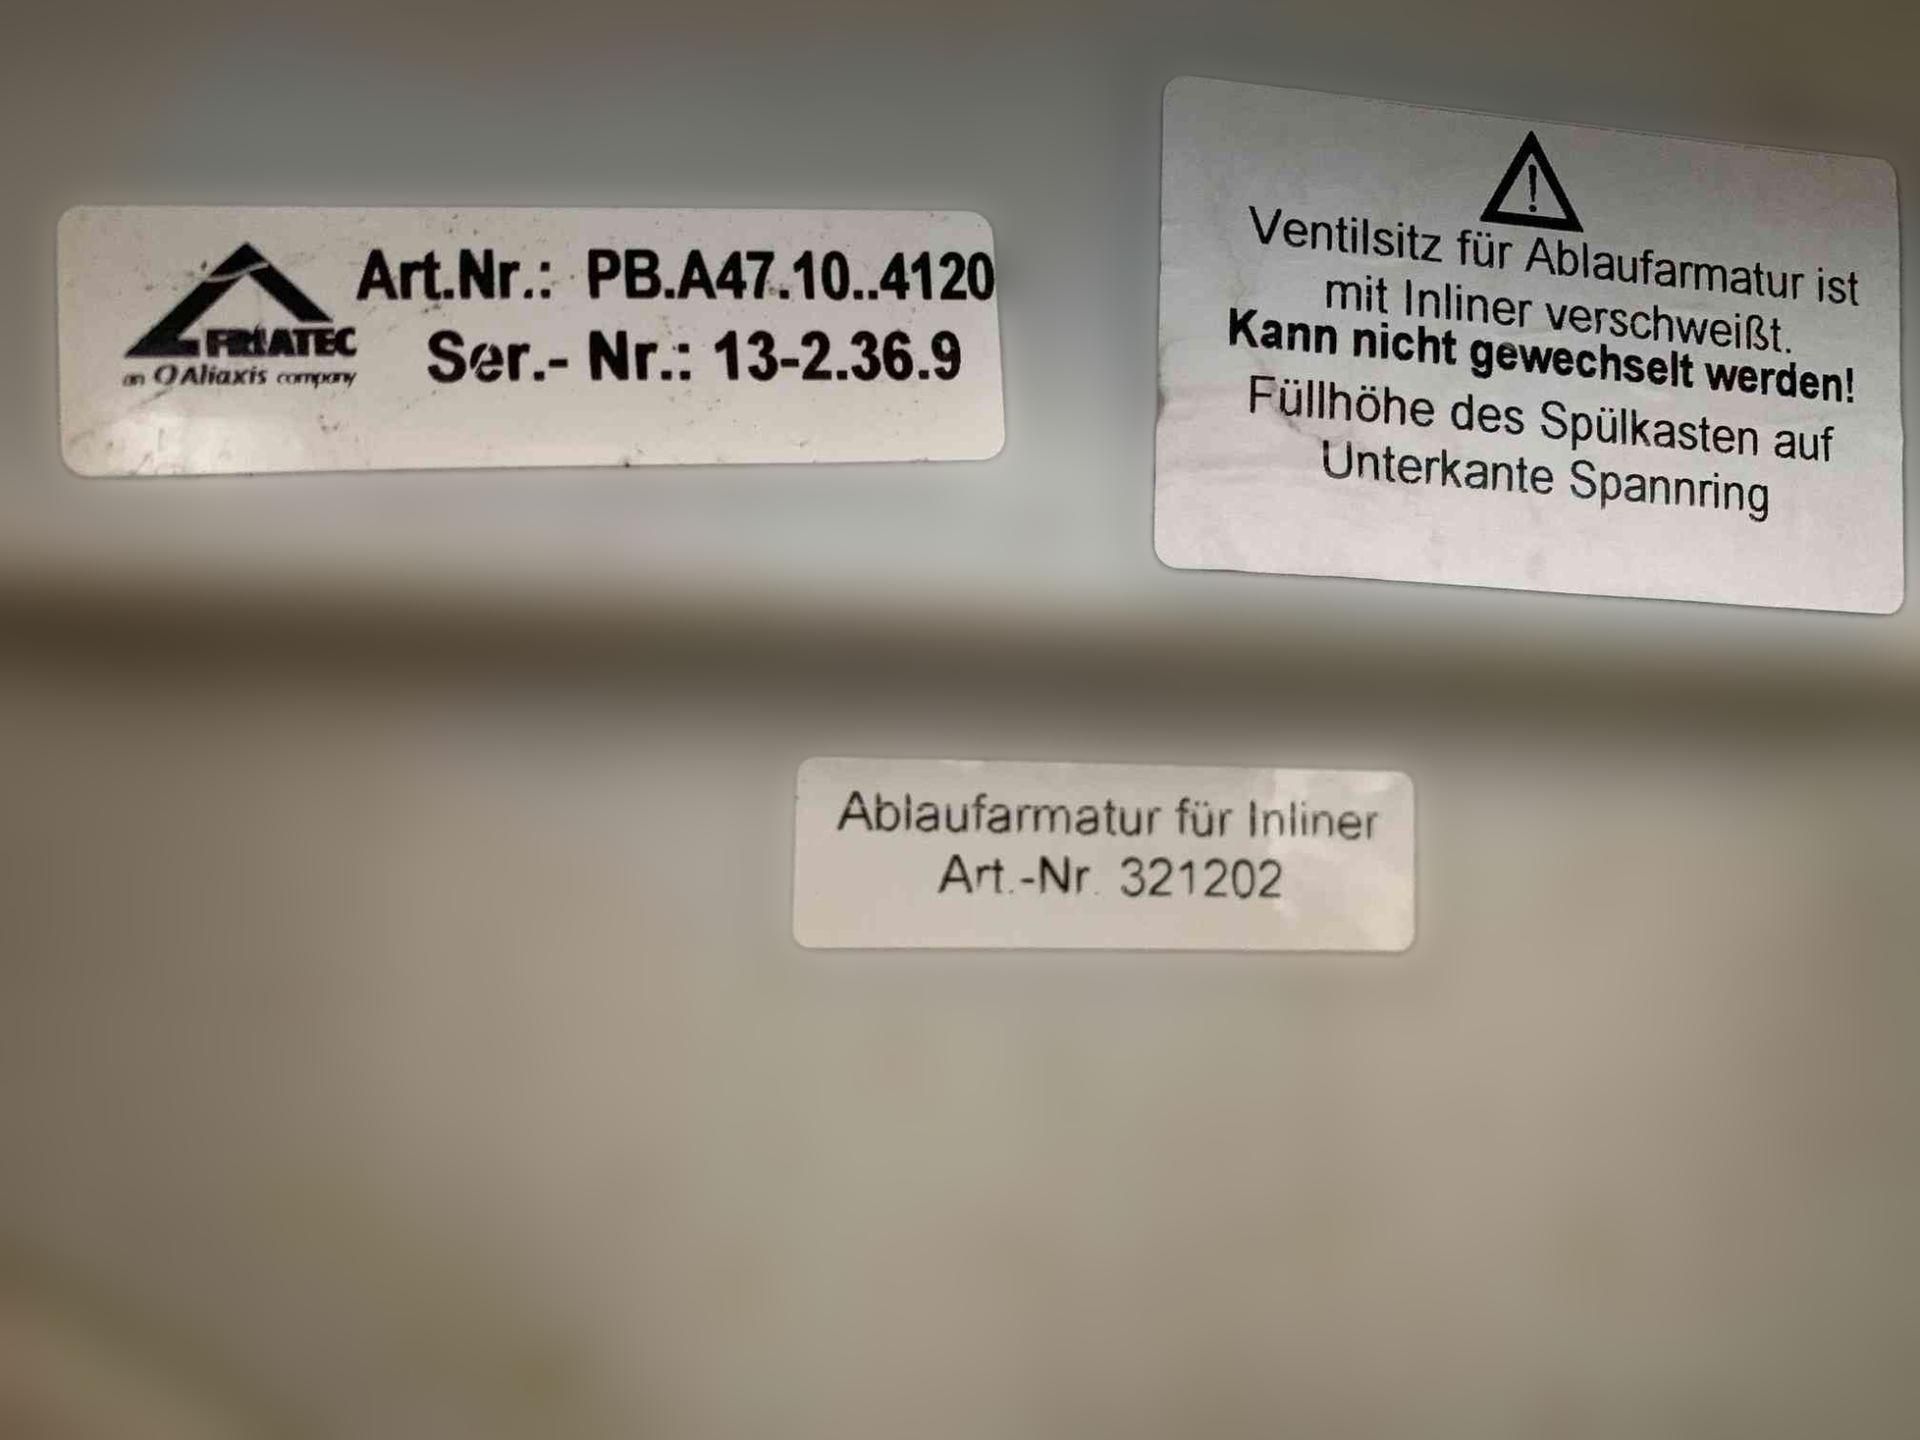 Art.Nr.: PB.A47.10..4120
FRIATEC
an Aliaxis company
Ser.- Nr.: 13-2.36.9
Ventilsitz für Ablaufarmatur ist
mit Inliner verschweißt.
Kann nicht gewechselt werden!
Füllhöhe des Spülkasten auf
Unterkante Spannring
Ablaufarmatur für Inliner
Art.-Nr. 321202